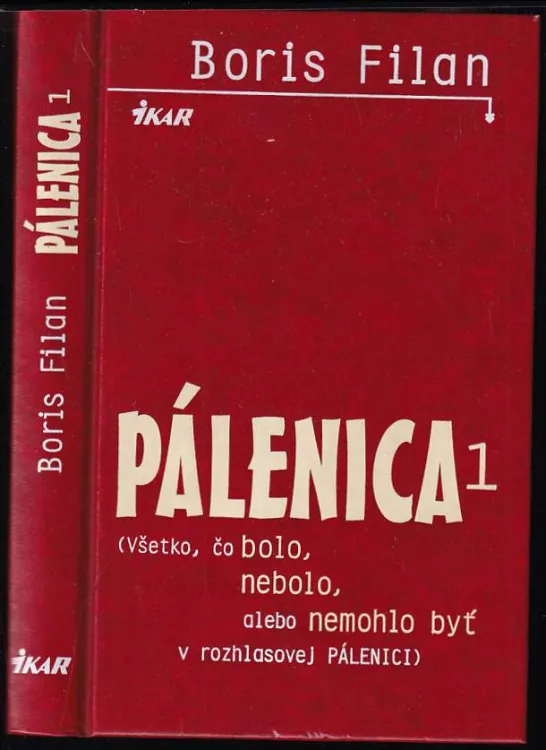 Boris Filan
iKAR
PÁLENICA 1
(Všetko, čo bolo,
nebolo,
alebo nemohlo byť
v rozhlasovej PÁLENICI)
PÁLENICA 1
Boris Filan
iKAR